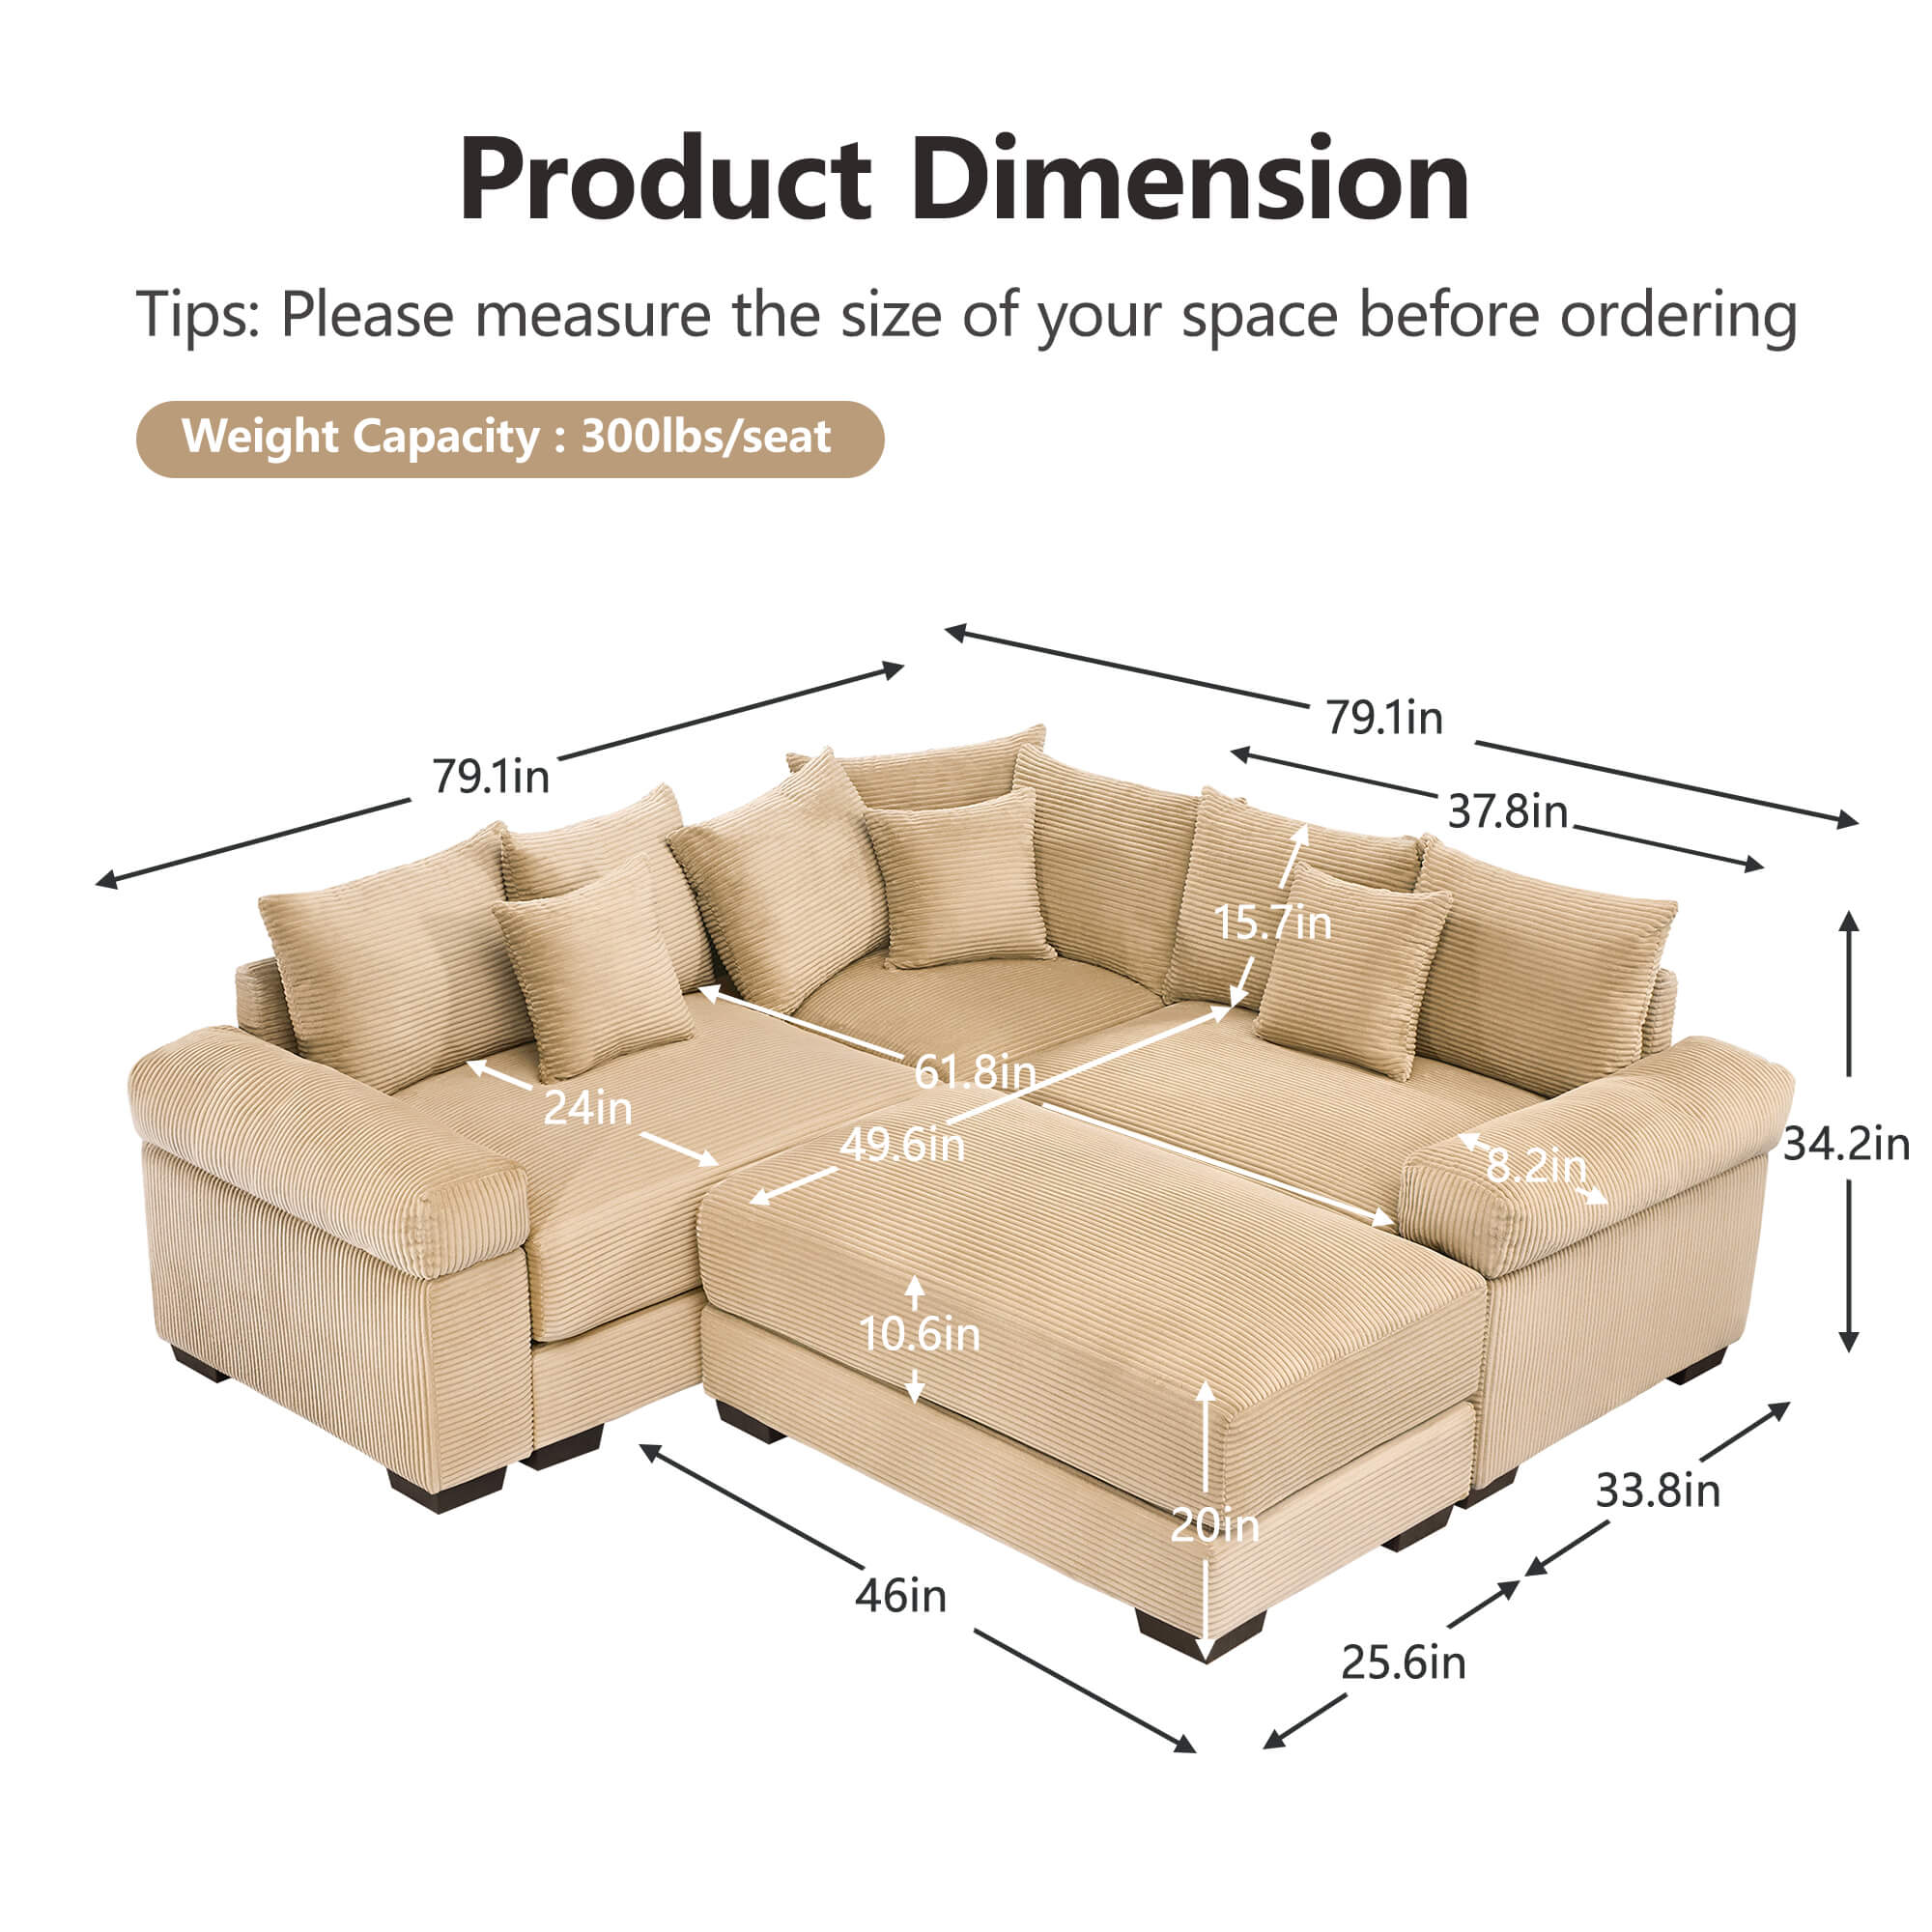 Product Dimension
Tips: Please measure the size of your space before ordering
Weight Capacity : 300lbs/seat
79.1in
79.1in
37.8in
15.7in
61.8in
24in
49.6in
8.2in
34.2in
10.6in
20in
33.8in
46in
25.6in